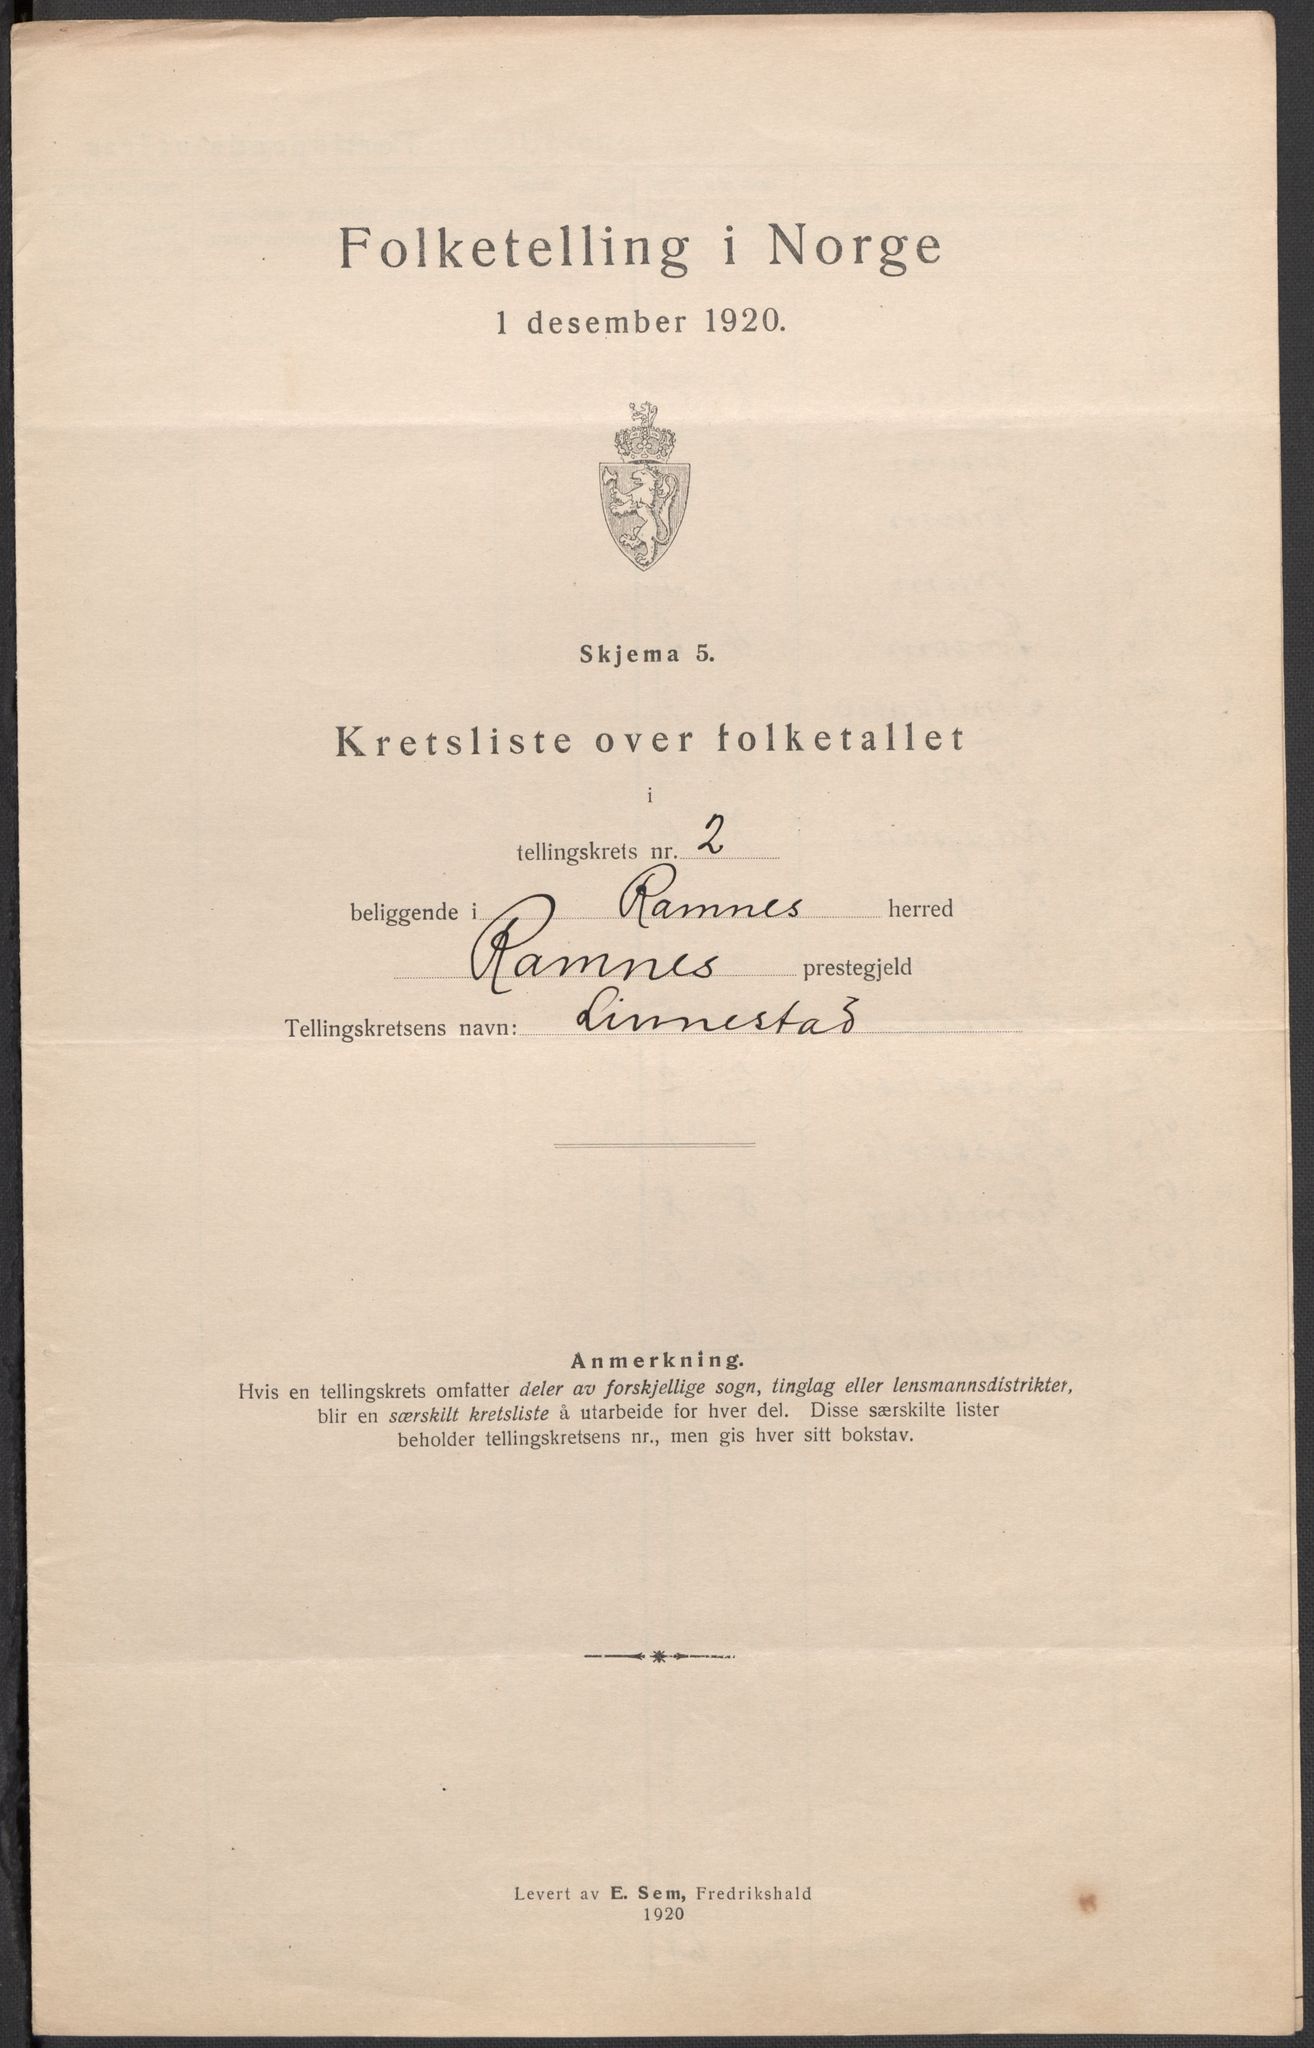 Folketelling i Norge
1 desember 1920.
Skjema 5.
Kretsliste over folketallet
i
tellingskrets nr. 2
beliggende i Ramnes herred
Ramnes prestegjeld
Tellingskretsens navn: Linnestad
Anmerkning.
Hvis en tellingskrets omfatter deler av forskjellige sogn, tinglag eller lensmannsdistrikter,
blir en særskilt kretsliste å utarbeide for hver del. Disse særskilte lister
beholder tellingskretsens nr., men gis hver sitt bokstav.
Levert av E. Sem, Fredrikshald
1920